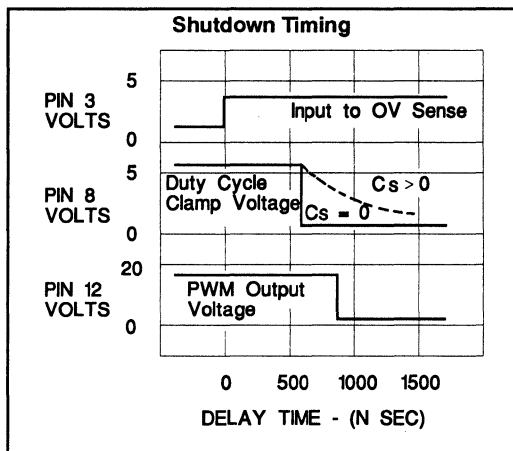 Shutdown Timing
PIN 3
VOLTS
5
0
Input to OV Sense
PIN 8
VOLTS
5
0
Duty Cycle
Clamp Voltage
Cs > 0
Cs = 0
PIN 12
VOLTS
20
0
PWM Output
Voltage
0 500 1000 1500
DELAY TIME - (N SEC)